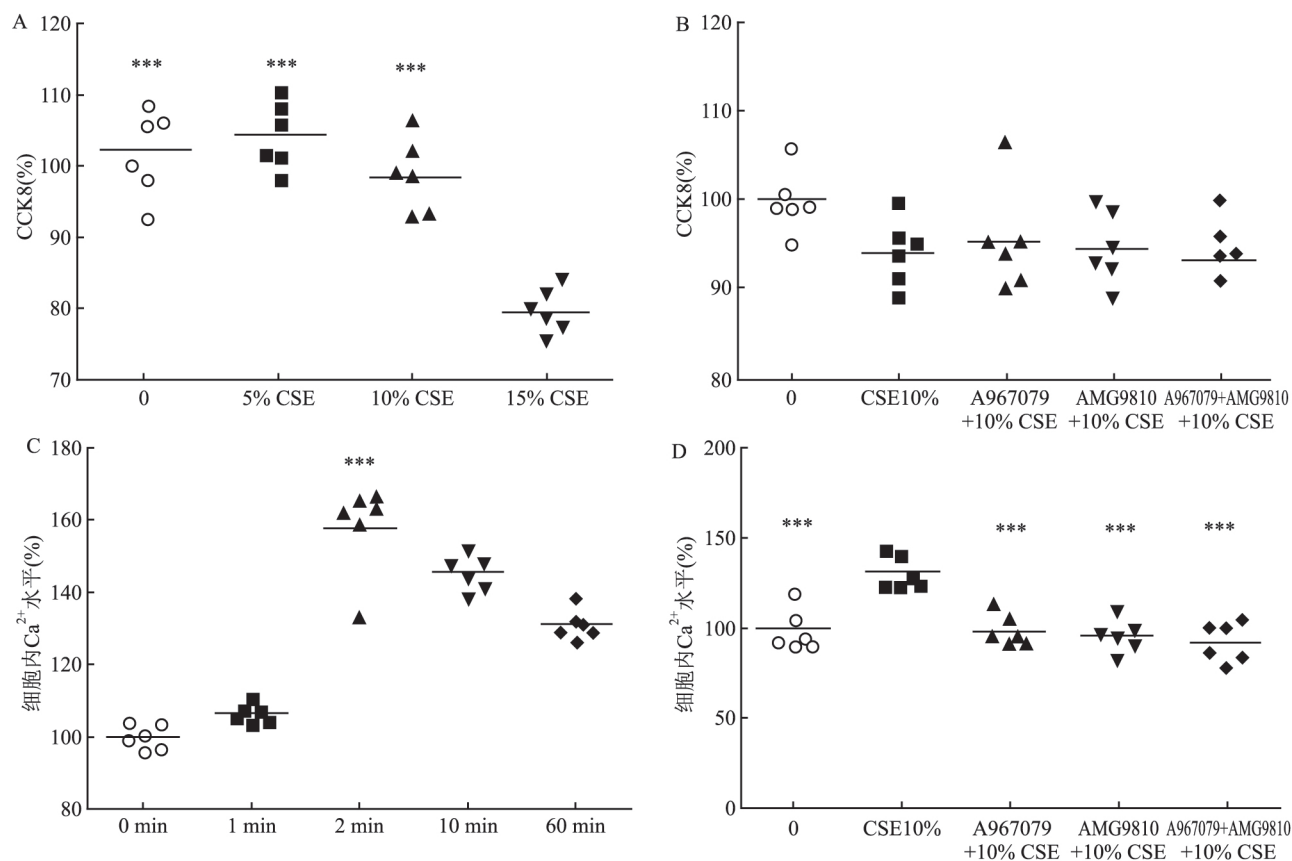 A
120
110
100
90
80
70
CCK8(%)
*** *** ***
0 5% CSE 10% CSE 15% CSE
B
120
110
100
90
80
CCK8(%)
0 CSE10% A967079 AMG9810 A967079+AMG9810
+10% CSE +10% CSE +10% CSE
C
180
160
140
120
100
80
细胞内Ca2+水平(%)
***
0 min 1 min 2 min 10 min 60 min
D
200
150
100
50
0
细胞内Ca2+水平(%)
*** *** *** ***
0 CSE10% A967079 AMG9810 A967079+AMG9810
+10% CSE +10% CSE +10% CSE